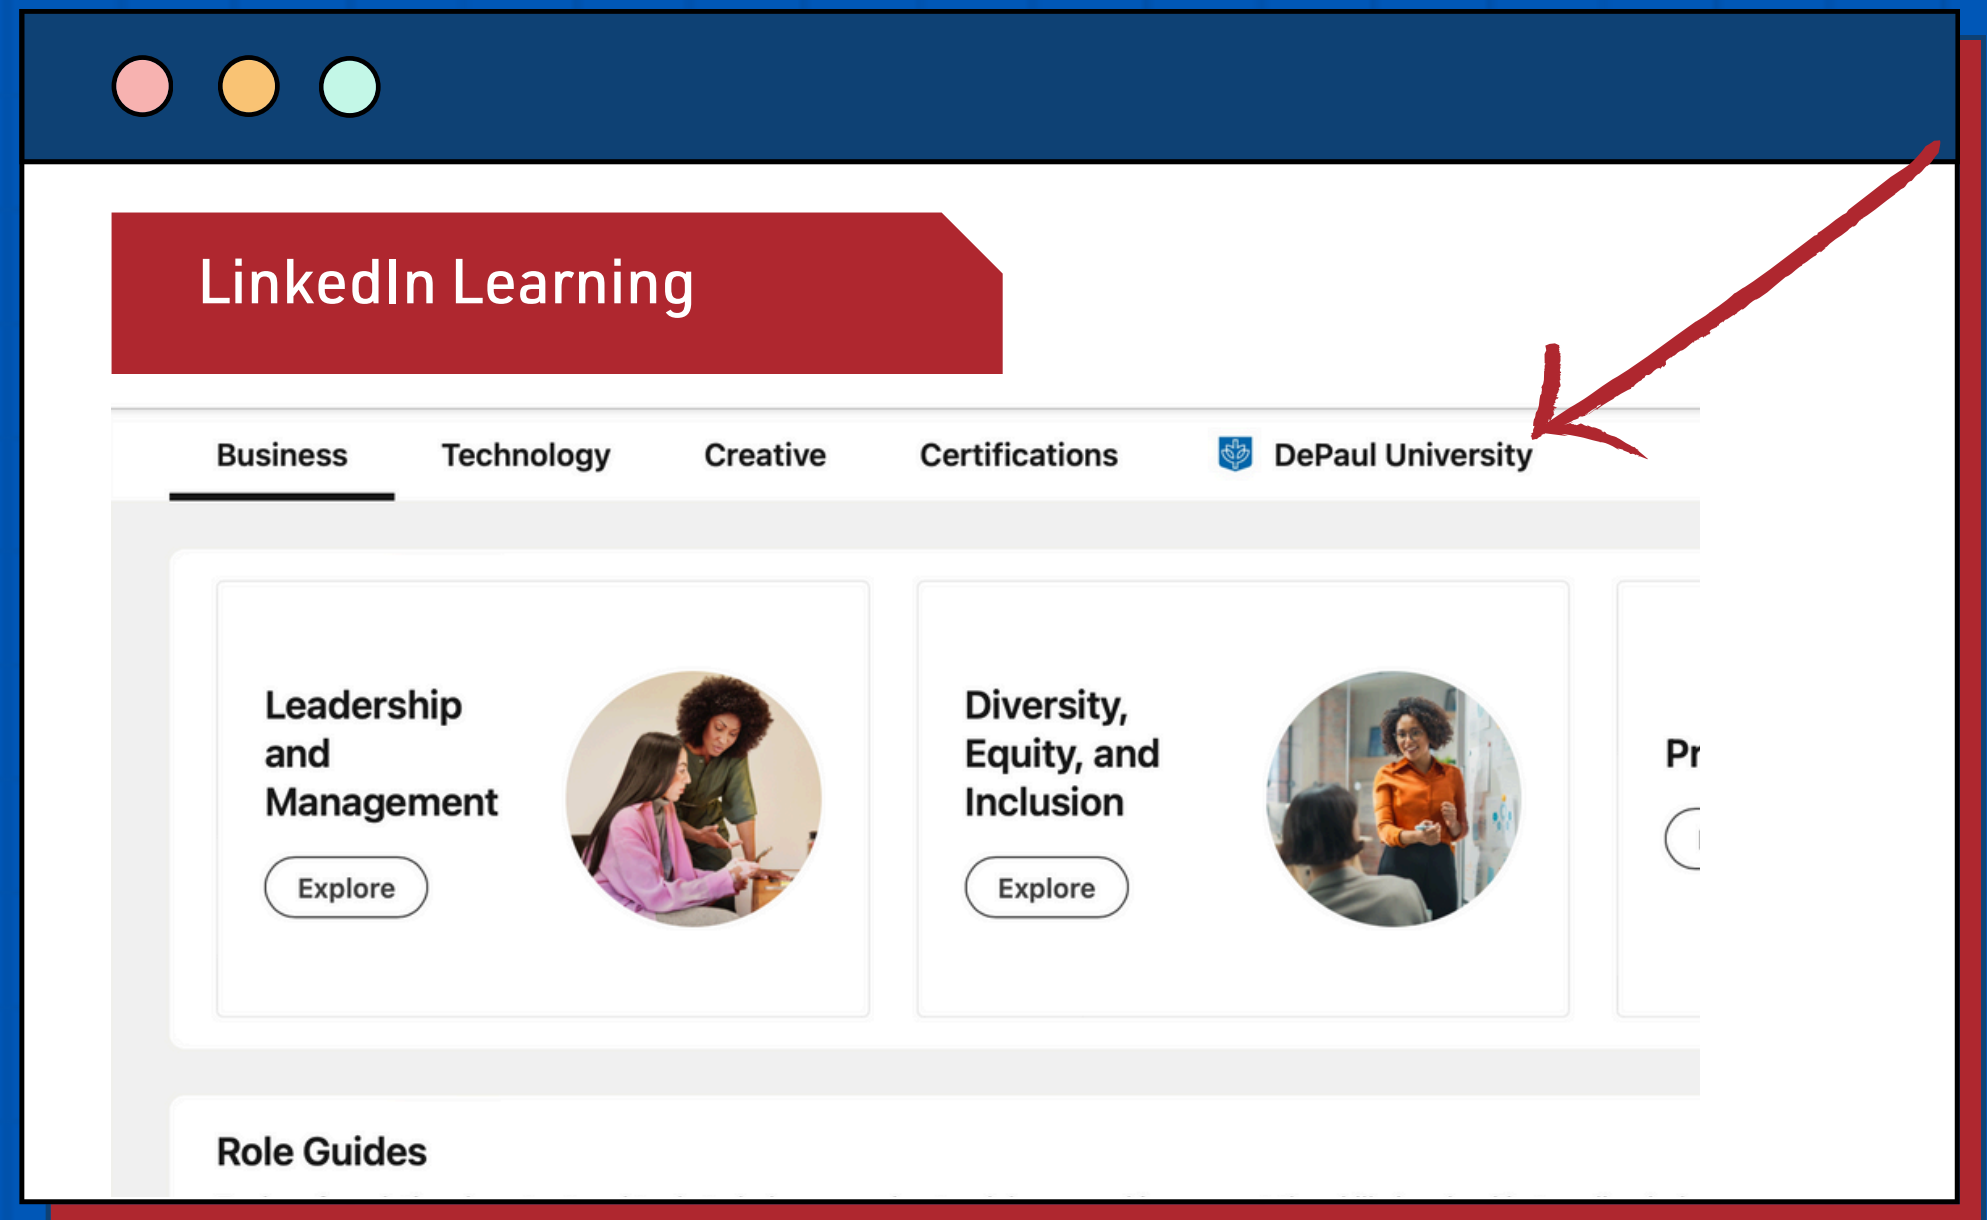 LinkedIn Learning
Business Technology Creative Certifications DePaul University
Leadership
and
Management
Explore
Diversity,
Equity, and
Inclusion
Explore
Pr
Role Guides